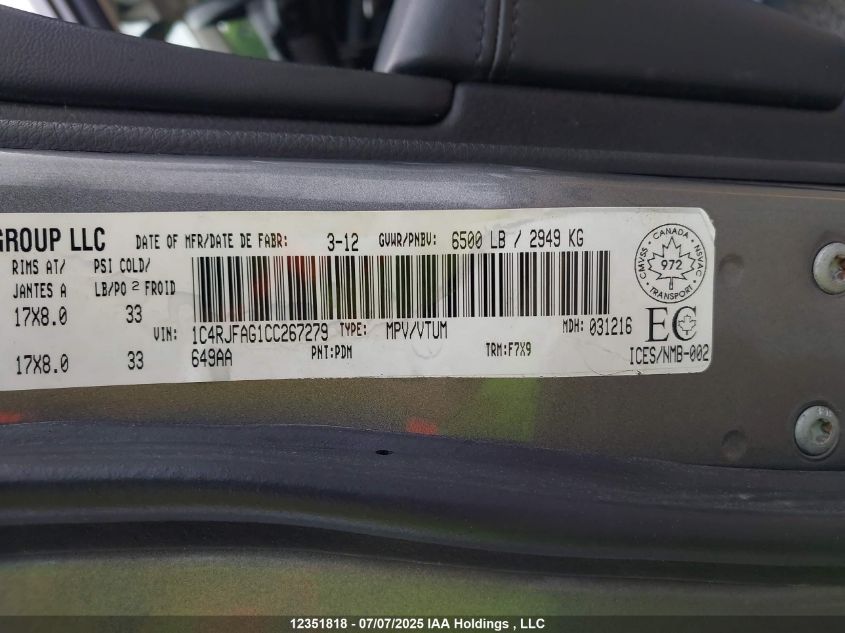 GROUP LLC DATE OF MFR/DATE DE FABR: 3-12 GVWR/PNBV: 6500 LB / 2949 KG
RIMS AT/ PSI COLD/
JANTES A LB/PO 2 FROID
17X8.0 33
VIN: 1C4RJFAG1CC267279 TYPE: MPV/VTUM MDH: 031216
17X8.0 33 649AA PNT:PDM TRM:F7X9
CMVSS · CANADA · NSVAC · TRANSPORT
972
EC
ICES/NMB-002
12351818 - 07/07/2025 IAA Holdings , LLC